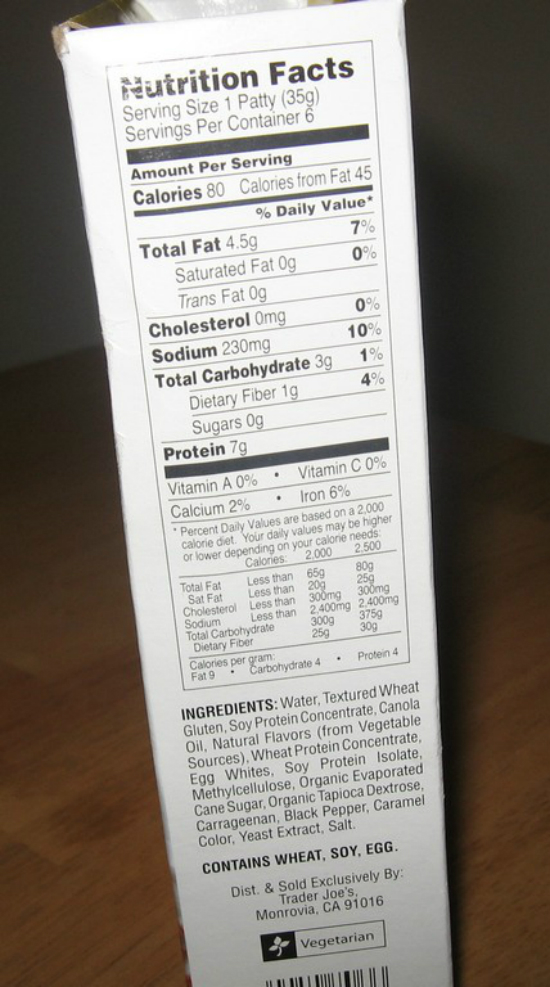 Nutrition Facts
Serving Size 1 Patty (35g)
Servings Per Container 6
Amount Per Serving
Calories 80 Calories from Fat 45
% Daily Value*
Total Fat 4.5g 7%
Saturated Fat 0g 0%
Trans Fat 0g
Cholesterol 0mg 0%
Sodium 230mg 10%
Total Carbohydrate 3g 1%
Dietary Fiber 1g 4%
Sugars 0g
Protein 7g
Vitamin A 0% • Vitamin C 0%
Calcium 2% • Iron 6%
* Percent Daily Values are based on a 2,000
calorie diet. Your daily values may be higher
or lower depending on your calorie needs:
Calories: 2,000 2,500
Total Fat Less than 65g 80g
Sat Fat Less than 20g 25g
Cholesterol Less than 300mg 300mg
Sodium Less than 2,400mg 2,400mg
Total Carbohydrate 300g 375g
Dietary Fiber 25g 30g
Calories per gram:
Fat 9 • Carbohydrate 4 • Protein 4
INGREDIENTS: Water, Textured Wheat
Gluten, Soy Protein Concentrate, Canola
Oil, Natural Flavors (from Vegetable
Sources), Wheat Protein Concentrate,
Egg Whites, Soy Protein Isolate,
Methylcellulose, Organic Evaporated
Cane Sugar, Organic Tapioca Dextrose,
Carrageenan, Black Pepper, Caramel
Color, Yeast Extract, Salt.
CONTAINS WHEAT, SOY, EGG.
Dist. & Sold Exclusively By:
Trader Joe's,
Monrovia, CA 91016
Vegetarian